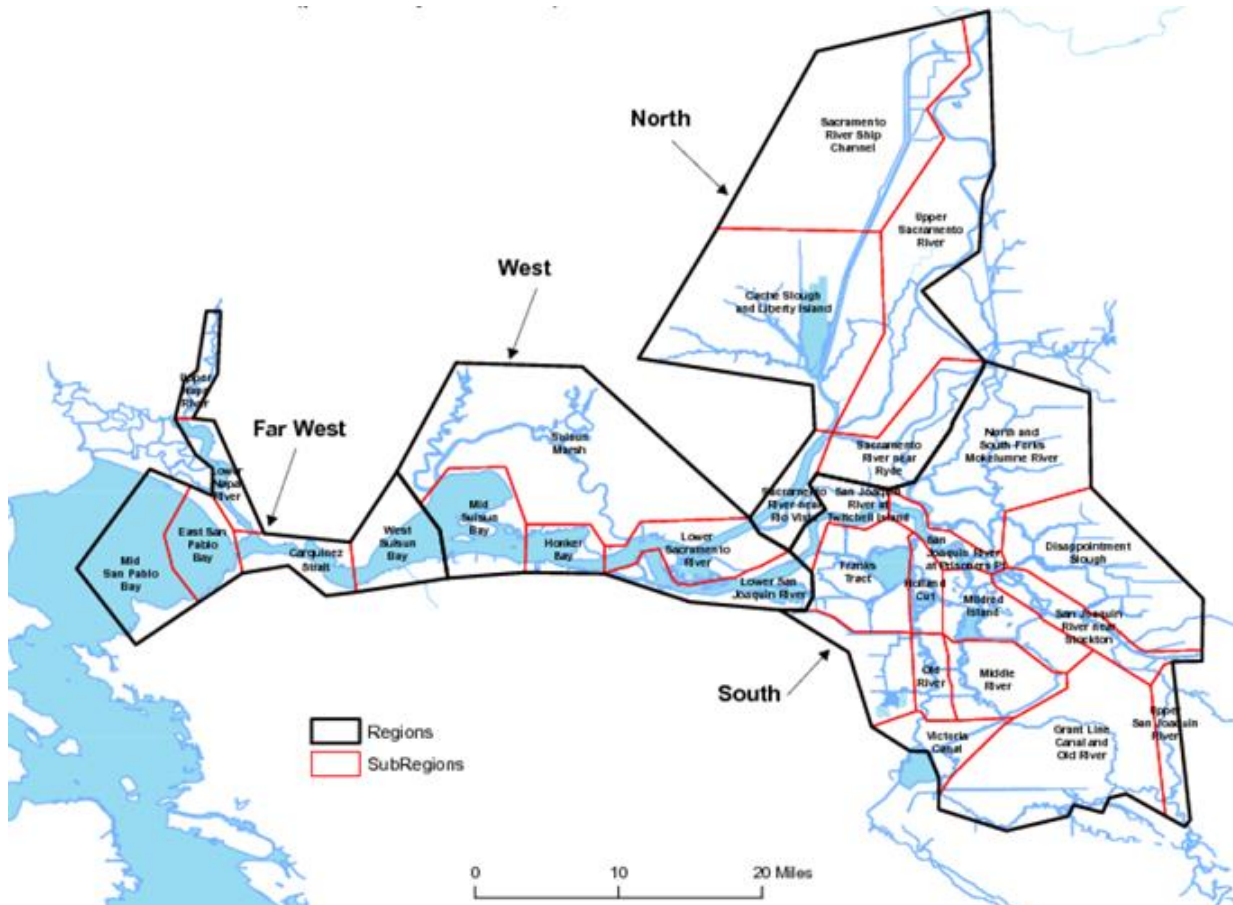 North
Sacramento
River Ship
Channel
Upper
Sacramento
River
West
Cache Slough
and Liberty Island
Upper
Napa
River
Far West
Suisun
Marsh
North and
South Forks
Mokelumne River
Sacramento
River near
Ryde
Lower
Napa
River
Sacramento
River near
Rio Vista
San Joaquin
River at
Twitchell Island
Mid
Suisun
Bay
West
Suisun
Bay
East San
Pablo
Bay
Mid
San Pablo
Bay
Carquinez
Strait
Honker
Bay
Lower
Sacramento
River
Lower San
Joaquin River
Franks
Tract
San
Joaquin River
at Prisoners Pt
Disappointment
Slough
Holland
Cut
Mildred
Island
San Joaquin
River near
Stockton
South
Old
River
Middle
River
Victoria
Canal
Grant Line
Canal and
Old River
Upper
San Joaquin
River
Regions
SubRegions
0 10 20 Miles